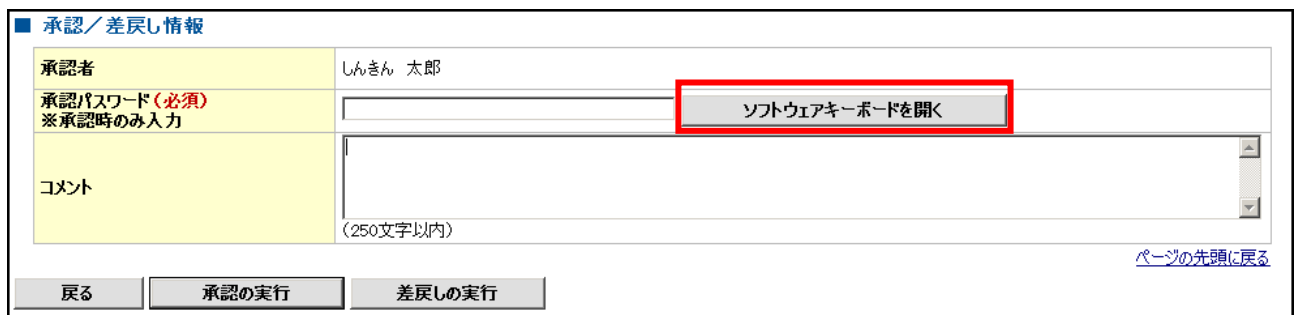 ■ 承認／差戻し情報
承認者
しんきん 太郎
承認パスワード(必須)
※承認時のみ入力
ソフトウェアキーボードを開く
コメント
(250文字以内)
ページの先頭に戻る
戻る 承認の実行 差戻しの実行